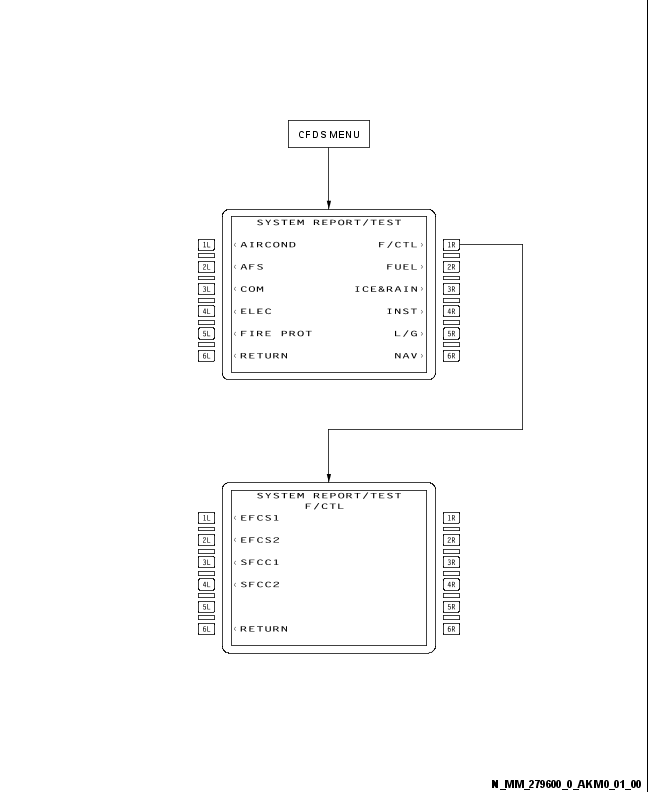 CFDS MENU
SYSTEM REPORT/TEST
1L ‹AIRCOND F/CTL› 1R
2L ‹AFS FUEL› 2R
3L ‹COM ICE&RAIN› 3R
4L ‹ELEC INST› 4R
5L ‹FIRE PROT L/G› 5R
6L ‹RETURN NAV› 6R
SYSTEM REPORT/TEST
F/CTL
1L ‹EFCS1 1R
2L ‹EFCS2 2R
3L ‹SFCC1 3R
4L ‹SFCC2 4R
5L 5R
6L ‹RETURN 6R
N_MM_279600_0_AKM0_01_00